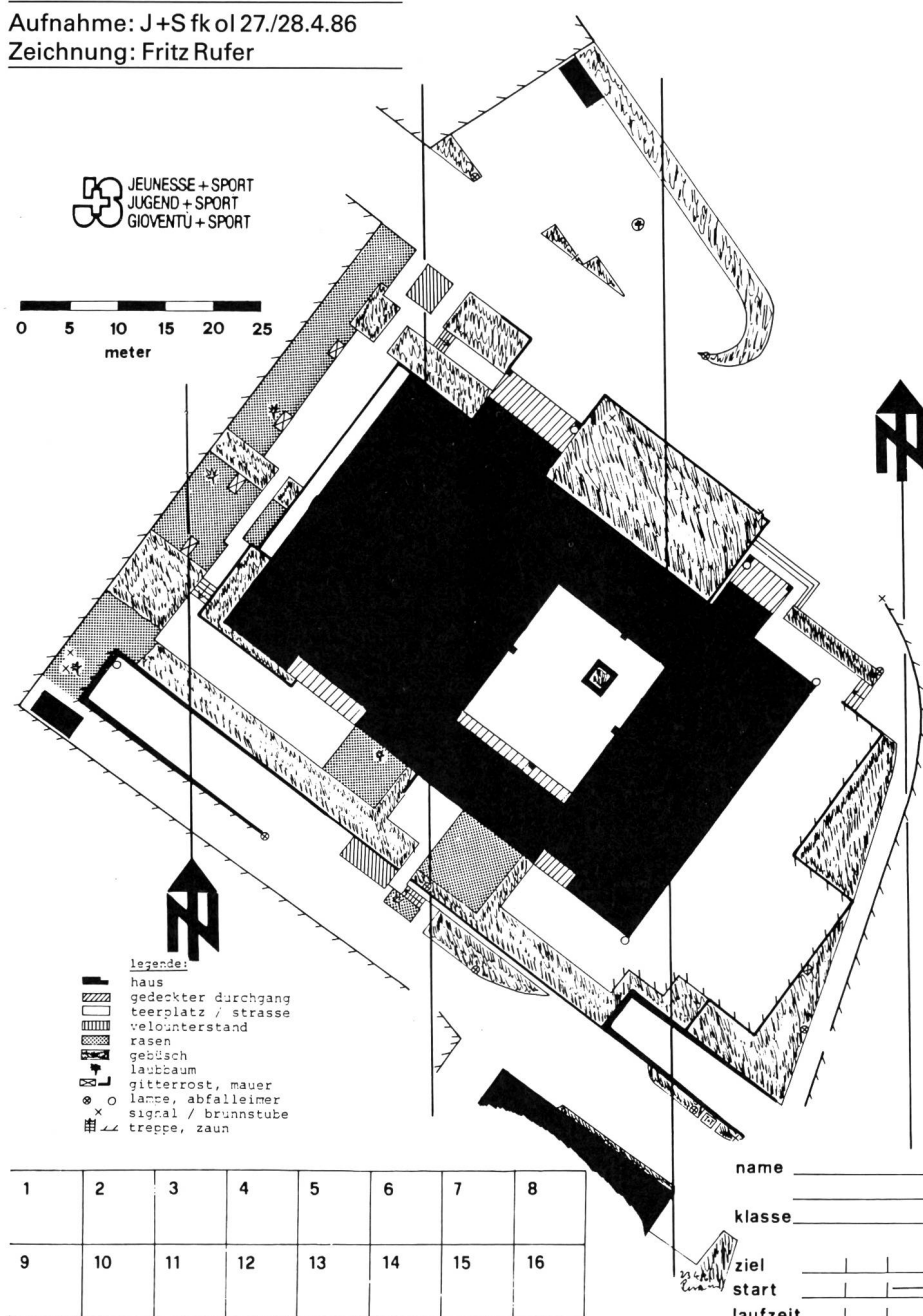 Aufnahme: J+S fk ol 27./28.4.86
Zeichnung: Fritz Rufer
JEUNESSE + SPORT
JUGEND + SPORT
GIOVENTÙ + SPORT
0 5 10 15 20 25
meter
legende:
haus
gedeckter durchgang
teerplatz / strasse
velounterstand
rasen
gebüsch
laubbaum
gitterrost, mauer
lampe, abfalleimer
signal / brunnstube
treppe, zaun
1 2 3 4 5 6 7 8
9 10 11 12 13 14 15 16
name
klasse
ziel
start
laufzeit